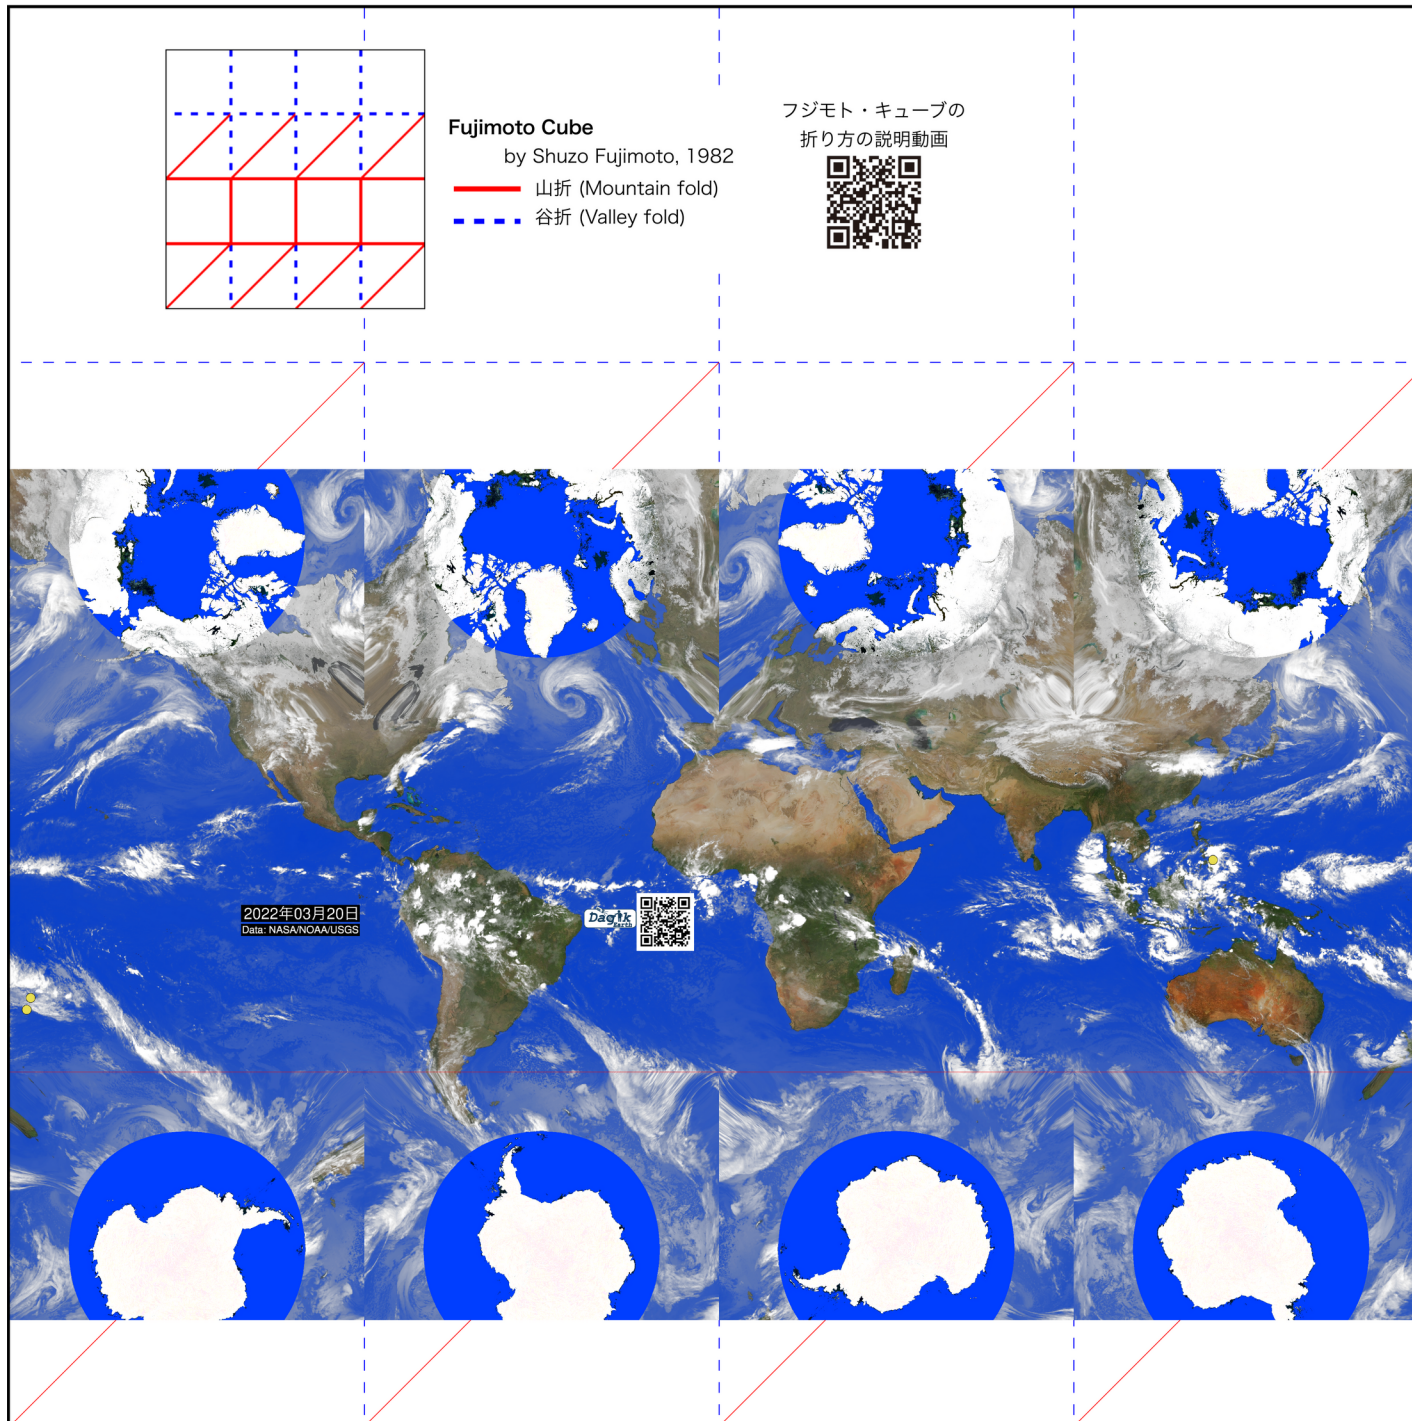 Fujimoto Cube
by Shuzo Fujimoto, 1982
山折 (Mountain fold)
谷折 (Valley fold)
フジモト・キューブの
折り方の説明動画
2022年03月20日
Data: NASA/NOAA/USGS
Dagik
Earth